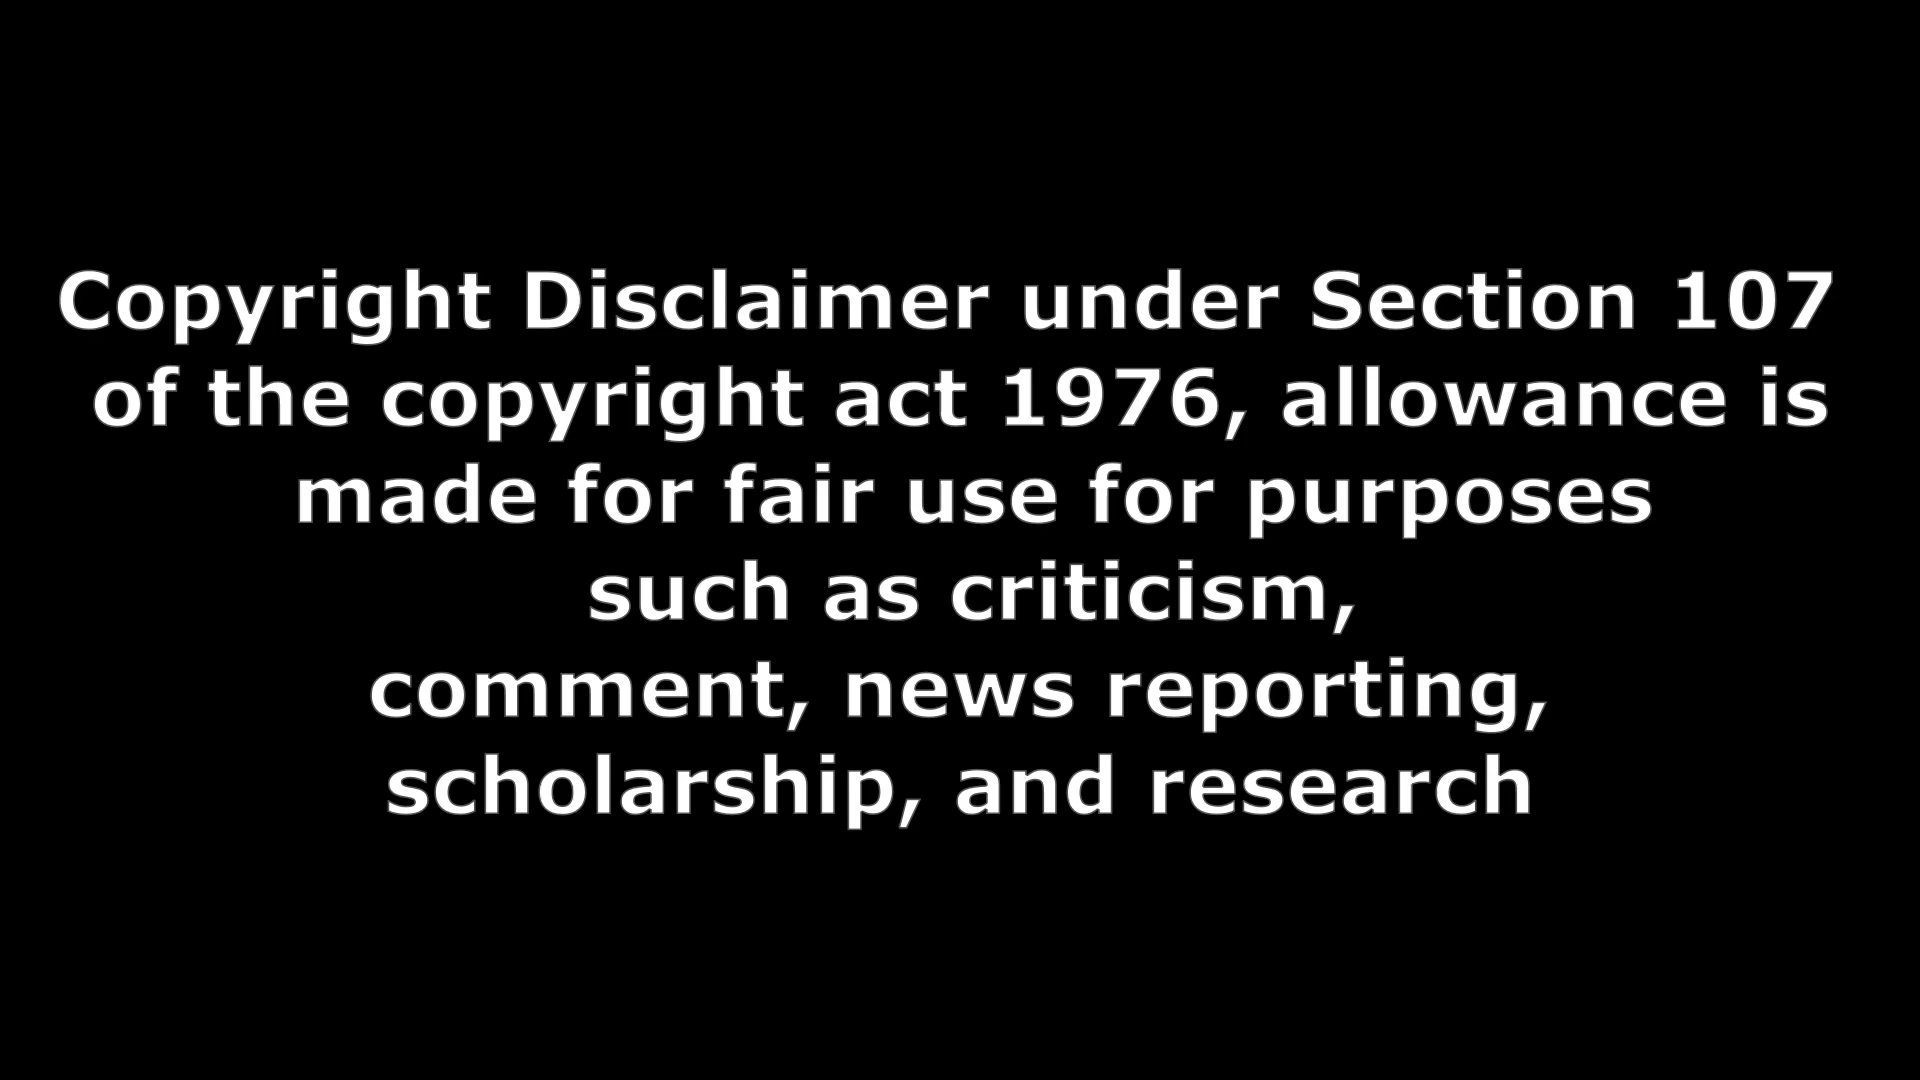 Copyright Disclaimer under Section 107
of the copyright act 1976, allowance is
made for fair use for purposes
such as criticism,
comment, news reporting,
scholarship, and research